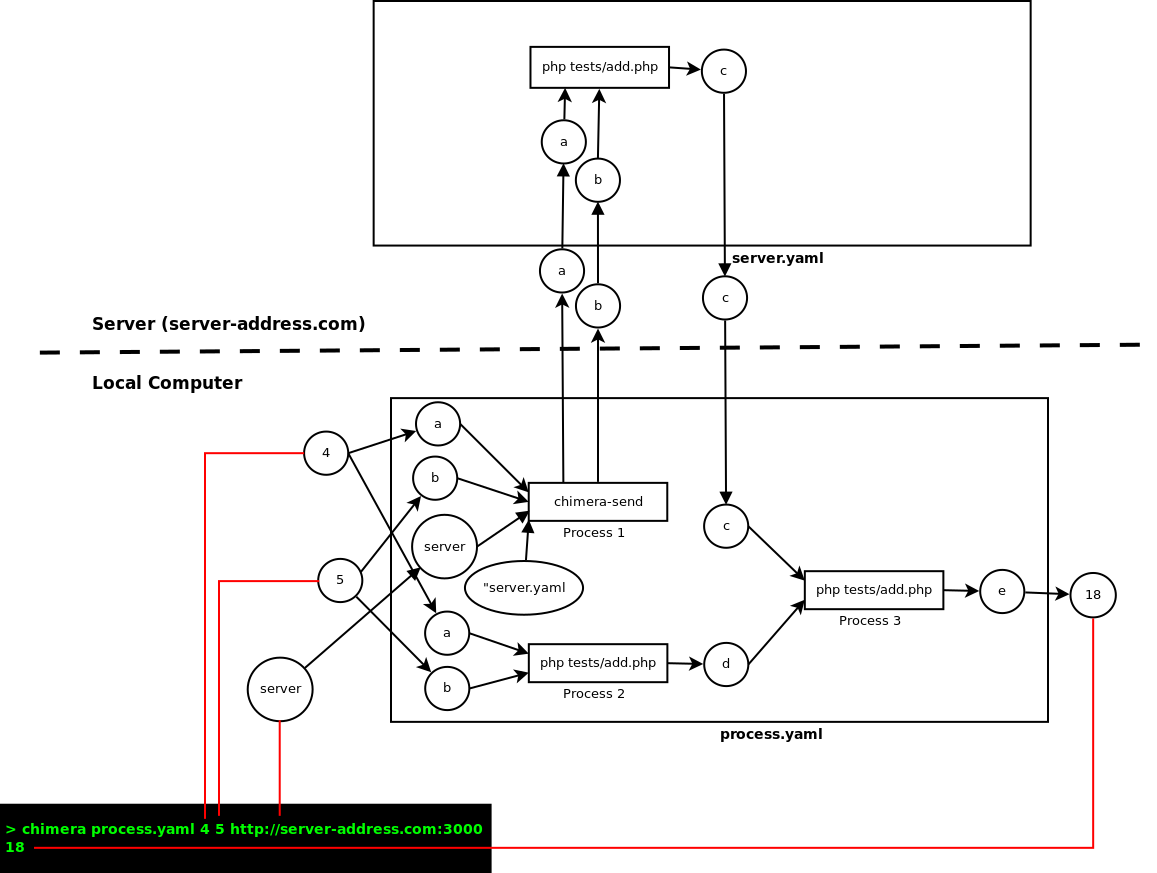 php tests/add.php
c
a
b
server.yaml
a
c
b
Server (server-address.com)
Local Computer
a
4
b
chimera-send
c
Process 1
server
5
"server.yaml
php tests/add.php
e
18
Process 3
a
php tests/add.php
d
b
Process 2
server
process.yaml
> chimera process.yaml 4 5 http://server-address.com:3000
18